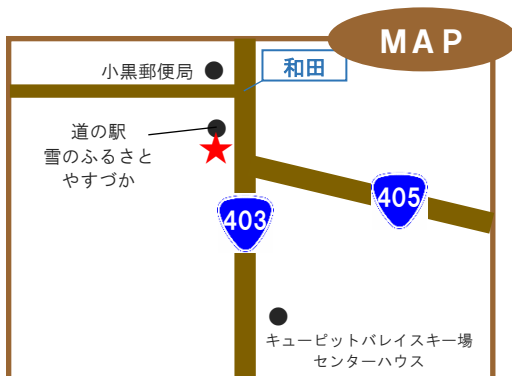 MAP
小黒郵便局
和田
道の駅
雪のふるさと
やすづか
403
405
キューピットバレイスキー場
センターハウス